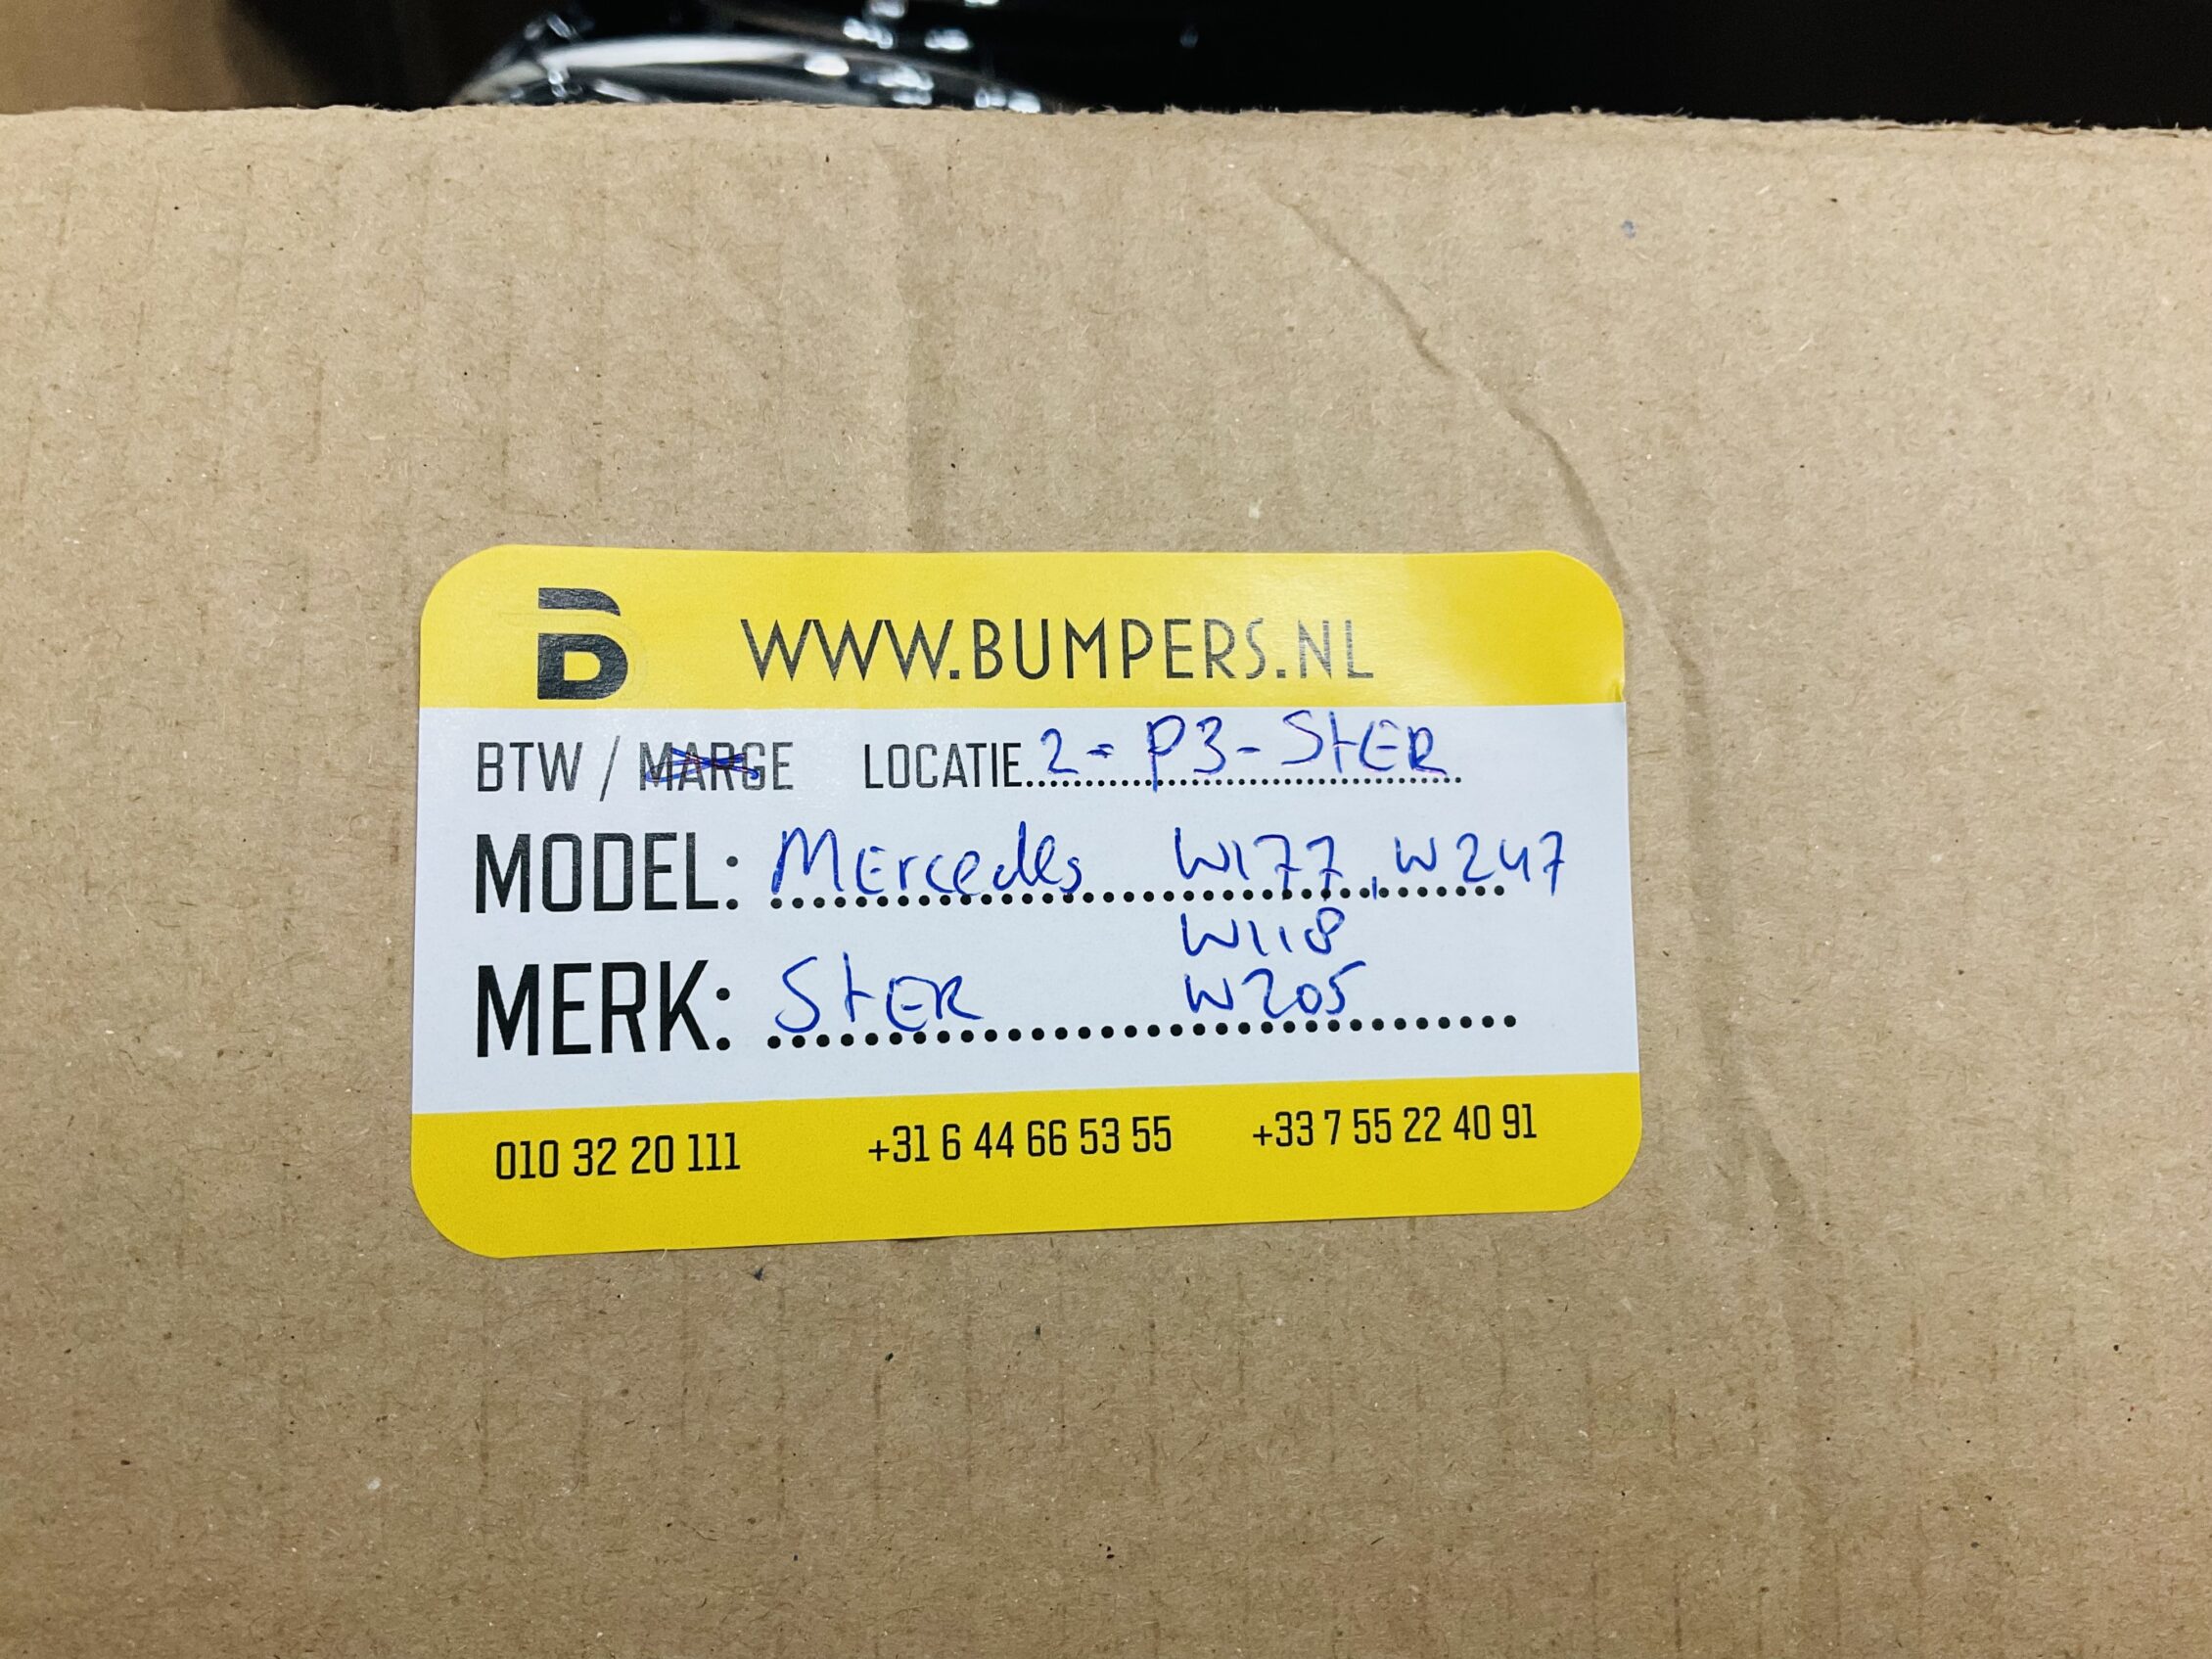 B WWW.BUMPERS.NL
BTW / MARGE LOCATIE 2-P3-StER
MODEL: MErcedes W177, W247
W118
MERK: StER W205
010 32 20 111 +31 6 44 66 53 55 +33 7 55 22 40 91